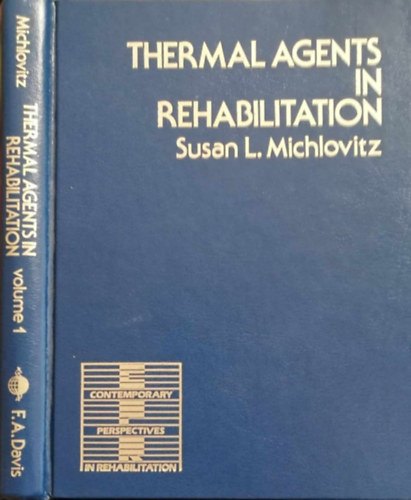 Michlovitz
THERMAL AGENTS IN
REHABILITATION
volume 1
F.A.Davis
THERMAL AGENTS
IN
REHABILITATION
Susan L. Michlovitz
CONTEMPORARY
PERSPECTIVES
IN REHABILITATION